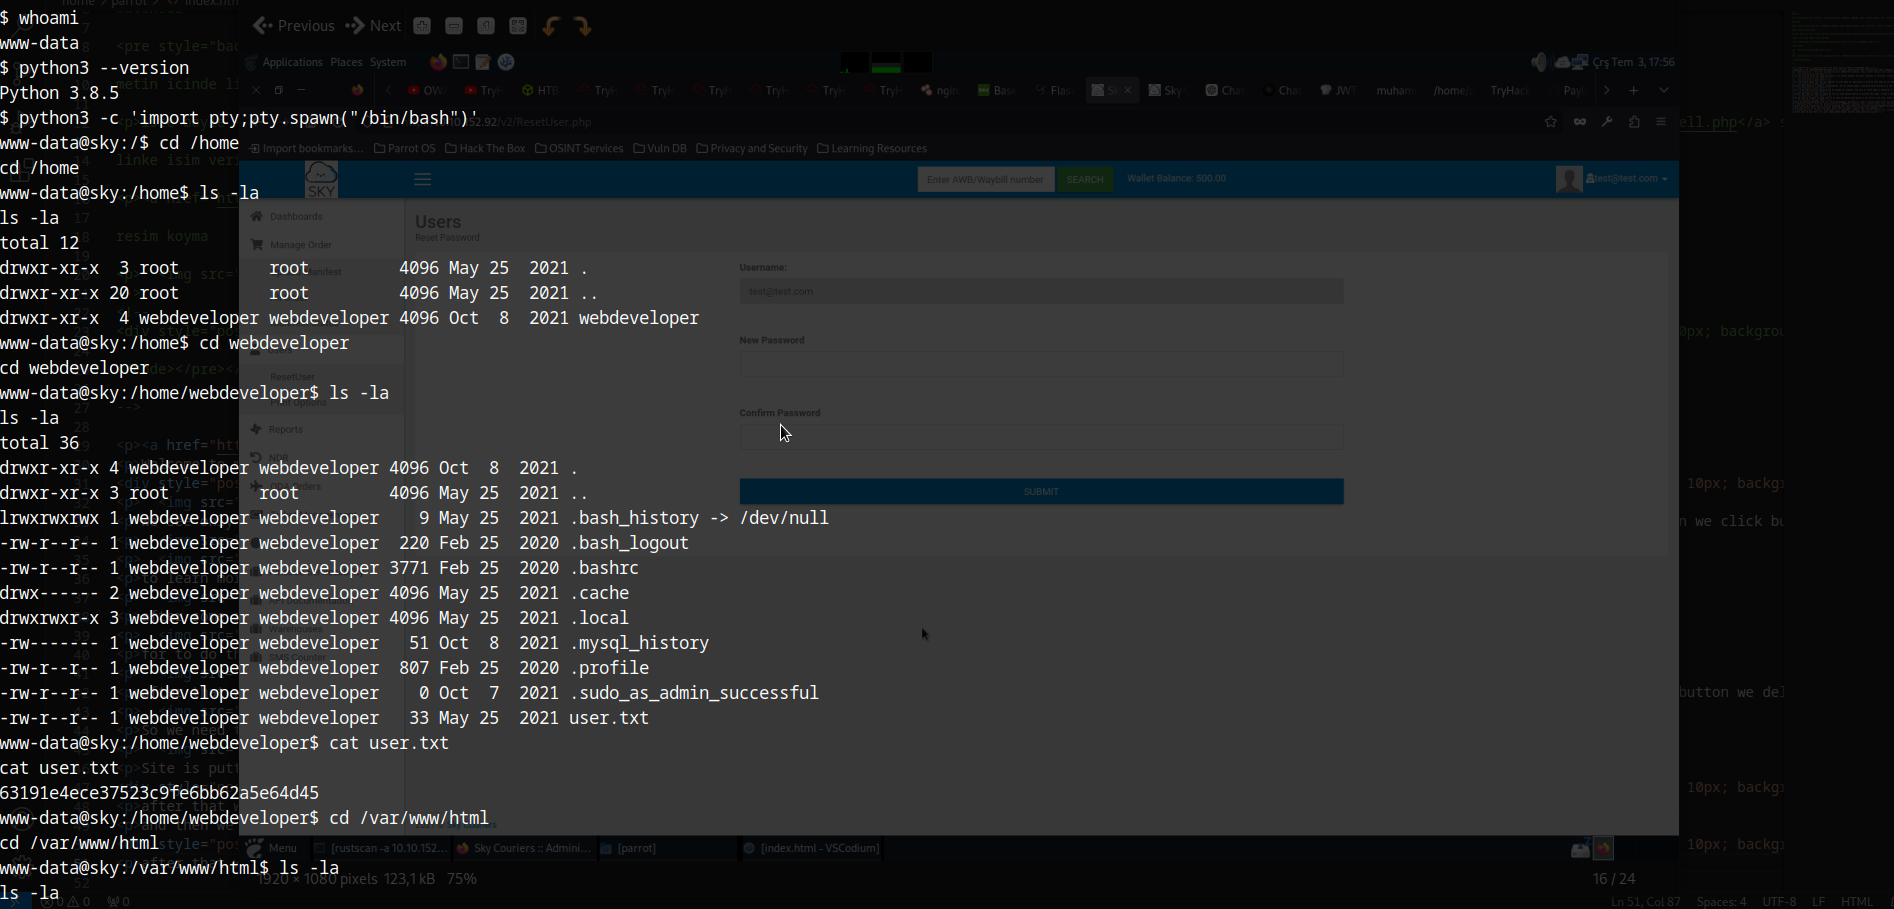 $ whoami
www-data
$ python3 --version
Python 3.8.5
$ python3 -c 'import pty;pty.spawn("/bin/bash")'
www-data@sky:/$ cd /home
cd /home
www-data@sky:/home$ ls -la
ls -la
total 12
drwxr-xr-x  3 root         root         4096 May 25  2021 .
drwxr-xr-x 20 root         root         4096 May 25  2021 ..
drwxr-xr-x  4 webdeveloper webdeveloper 4096 Oct  8  2021 webdeveloper
www-data@sky:/home$ cd webdeveloper
cd webdeveloper
www-data@sky:/home/webdeveloper$ ls -la
ls -la
total 36
drwxr-xr-x 4 webdeveloper webdeveloper 4096 Oct  8  2021 .
drwxr-xr-x 3 root         root         4096 May 25  2021 ..
lrwxrwxrwx 1 webdeveloper webdeveloper    9 May 25  2021 .bash_history -> /dev/null
-rw-r--r-- 1 webdeveloper webdeveloper  220 Feb 25  2020 .bash_logout
-rw-r--r-- 1 webdeveloper webdeveloper 3771 Feb 25  2020 .bashrc
drwx------ 2 webdeveloper webdeveloper 4096 May 25  2021 .cache
drwxrwxr-x 3 webdeveloper webdeveloper 4096 May 25  2021 .local
-rw------- 1 webdeveloper webdeveloper   51 Oct  8  2021 .mysql_history
-rw-r--r-- 1 webdeveloper webdeveloper  807 Feb 25  2020 .profile
-rw-r--r-- 1 webdeveloper webdeveloper    0 Oct  7  2021 .sudo_as_admin_successful
-rw-r--r-- 1 webdeveloper webdeveloper   33 May 25  2021 user.txt
www-data@sky:/home/webdeveloper$ cat user.txt
cat user.txt
63191e4ece37523c9fe6bb62a5e64d45
www-data@sky:/home/webdeveloper$ cd /var/www/html
cd /var/www/html
www-data@sky:/var/www/html$ ls -la
ls -la
Previous Next
Applications Places System
Çrş Tem 3, 17:56
152.92/v2/ResetUser.php
Import bookmarks... Parrot OS Hack The Box OSINT Services Vuln DB Privacy and Security Learning Resources
SKY
Enter AWB/Waybill number SEARCH Wallet Balance: 500.00
test@test.com
Dashboards
Manage Order
Users
Reset Password
Username:
test@test.com
New Password
ResetUser
Confirm Password
Reports
SUBMIT
Menu [rustscan -a 10.10.152... Sky Couriers :: Admini... [parrot] [index.html - VSCodium]
1920 × 1080 pixels 123,1 kB 75%
16 / 24
Ln 51, Col 87 Spaces: 4 UTF-8 LF HTML